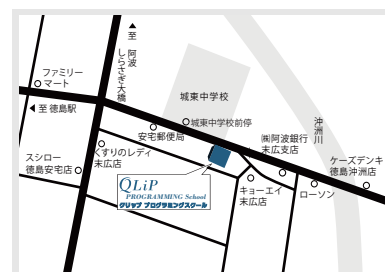 ▲
至
阿波
しらさぎ大橋
ファミリー
マート
◀ 至 徳島駅
城東中学校
城東中学校前停
安宅郵便局
沖洲川
㈱阿波銀行
末広支店
くすりのレディ
末広店
スシロー
徳島安宅店
ケーズデンキ
徳島沖洲店
QLiP
PROGRAMMING School
クリップ プログラミングスクール
キョーエイ
末広店
ローソン